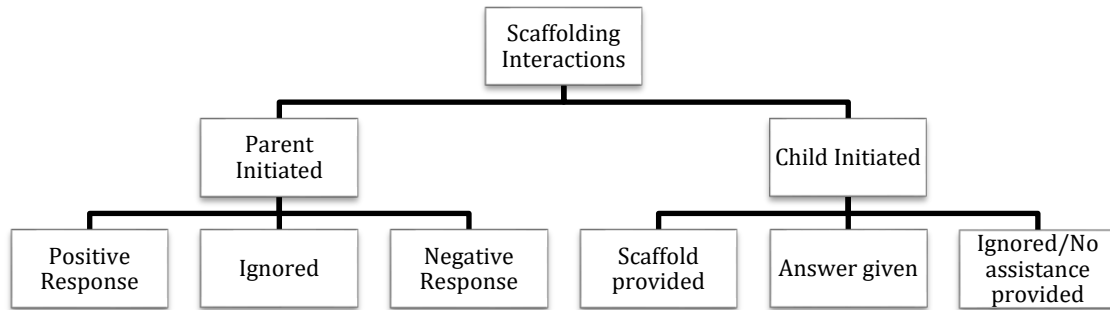 Scaffolding
Interactions
Parent
Initiated
Child Initiated
Positive
Response
Ignored
Negative
Response
Scaffold
provided
Answer given
Ignored/No
assistance
provided